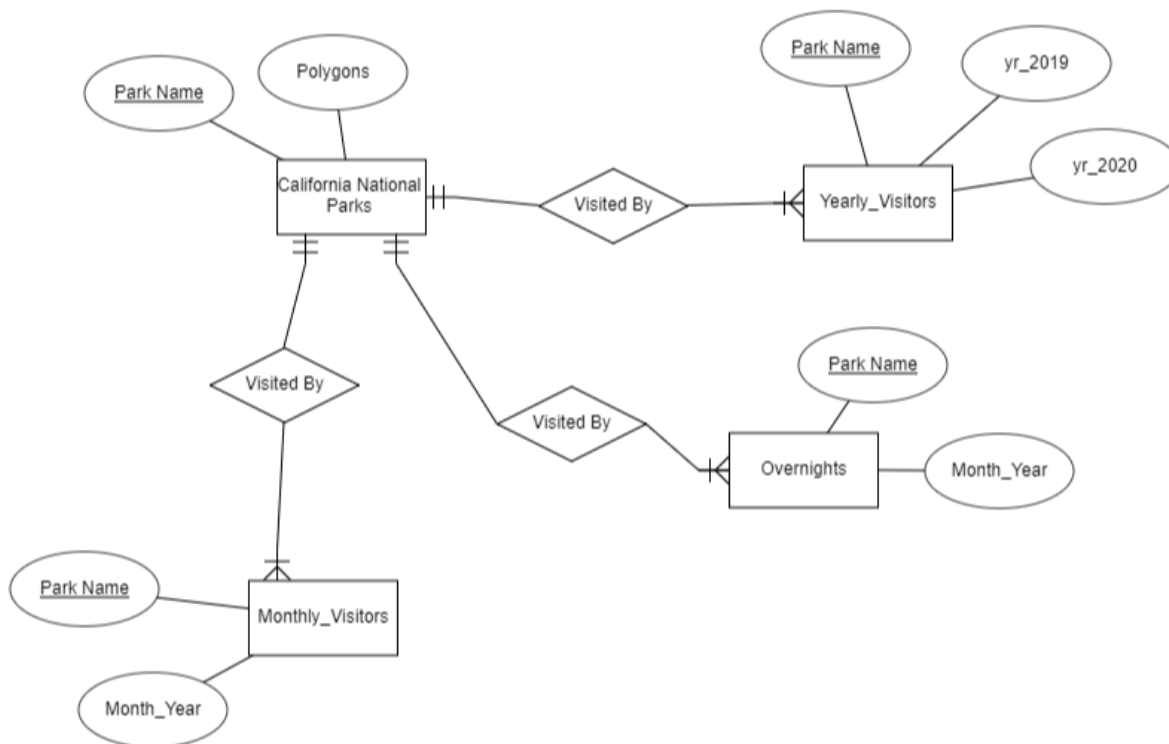 Park Name
Polygons
California National
Parks
Visited By
Park Name
yr_2019
yr_2020
Yearly_Visitors
Visited By
Visited By
Park Name
Overnights
Month_Year
Park Name
Monthly_Visitors
Month_Year